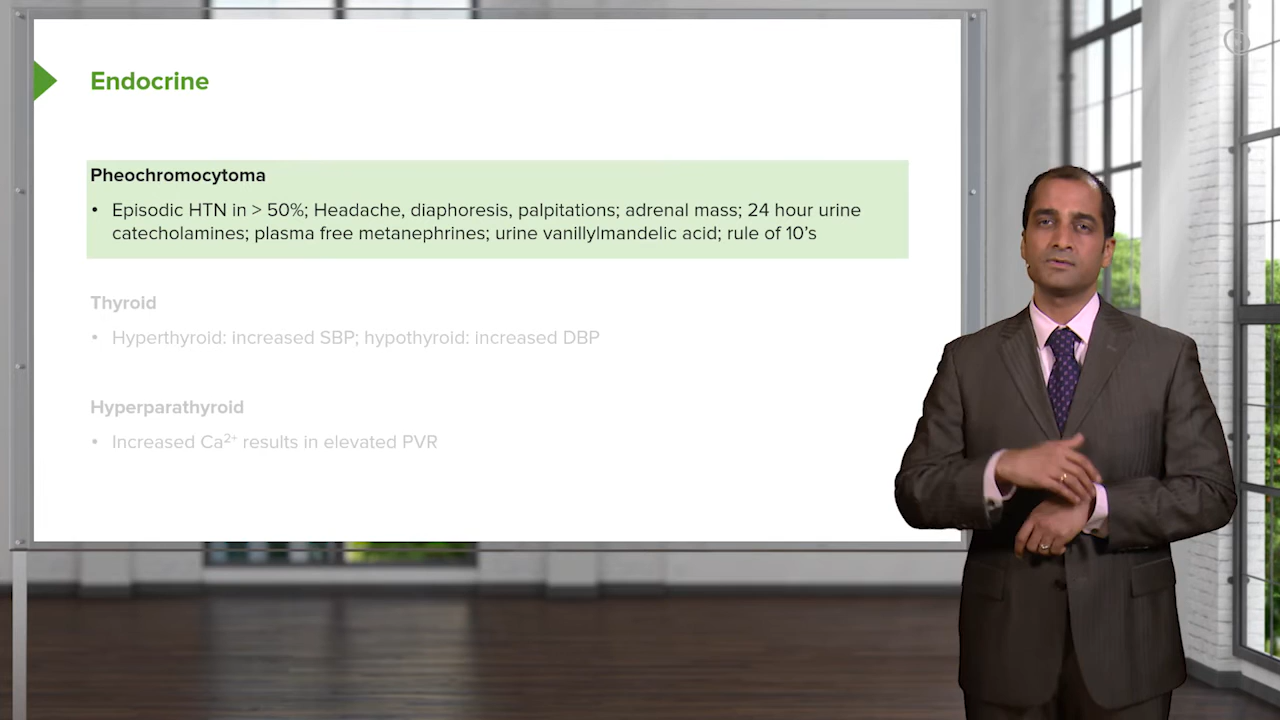 Endocrine
Pheochromocytoma
• Episodic HTN in > 50%; Headache, diaphoresis, palpitations; adrenal mass; 24 hour urine
catecholamines; plasma free metanephrines; urine vanillylmandelic acid; rule of 10's
Thyroid
• Hyperthyroid: increased SBP; hypothyroid: increased DBP
Hyperparathyroid
• Increased Ca²⁺ results in elevated PVR